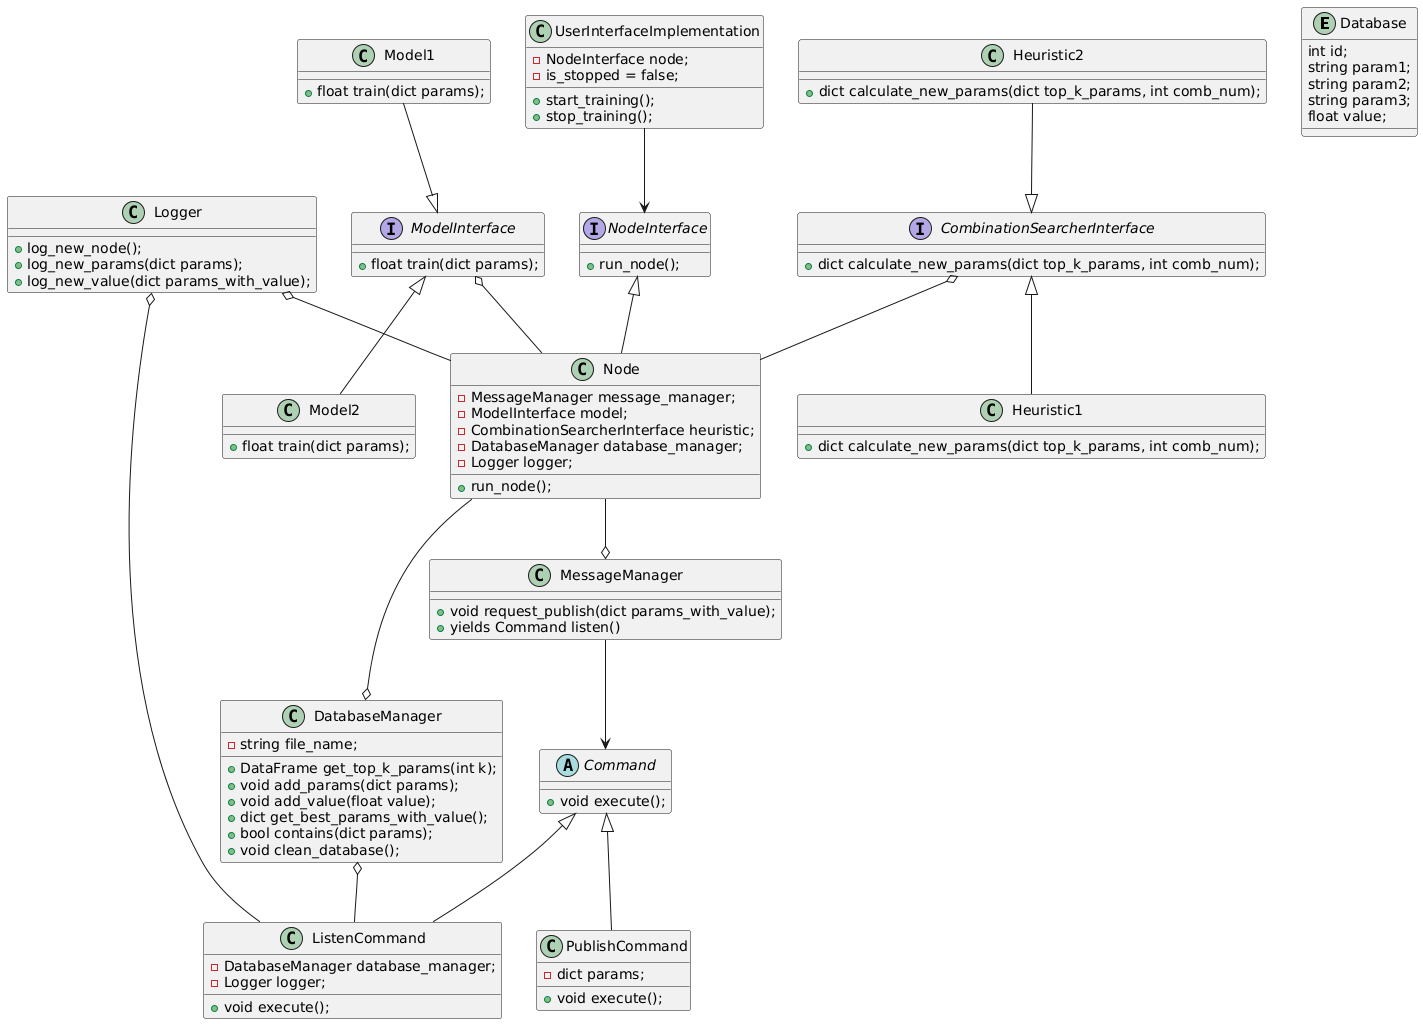 C Model1
float train(dict params);
C UserInterfaceImplementation
NodeInterface node;
is_stopped = false;
start_training();
stop_training();
C Heuristic2
dict calculate_new_params(dict top_k_params, int comb_num);
E Database
int id;
string param1;
string param2;
string param3;
float value;
C Logger
log_new_node();
log_new_params(dict params);
log_new_value(dict params_with_value);
I ModelInterface
float train(dict params);
I NodeInterface
run_node();
I CombinationSearcherInterface
dict calculate_new_params(dict top_k_params, int comb_num);
C Model2
float train(dict params);
C Node
MessageManager message_manager;
ModelInterface model;
CombinationSearcherInterface heuristic;
DatabaseManager database_manager;
Logger logger;
run_node();
C Heuristic1
dict calculate_new_params(dict top_k_params, int comb_num);
C MessageManager
void request_publish(dict params_with_value);
yields Command listen()
C DatabaseManager
string file_name;
DataFrame get_top_k_params(int k);
void add_params(dict params);
void add_value(float value);
dict get_best_params_with_value();
bool contains(dict params);
void clean_database();
A Command
void execute();
C ListenCommand
DatabaseManager database_manager;
Logger logger;
void execute();
C PublishCommand
dict params;
void execute();